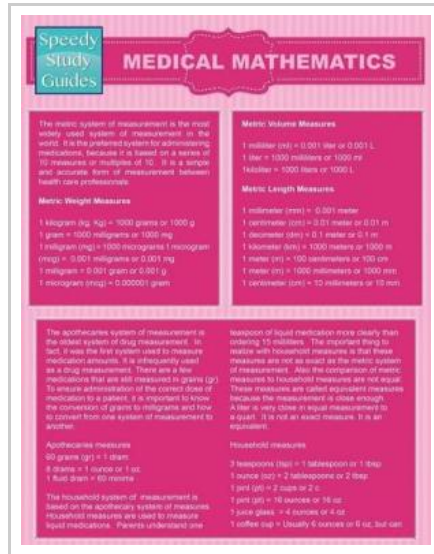 Speedy
Study
Guides
MEDICAL MATHEMATICS
The metric system of measurement is the most
widely used system of measurement in the
world. It is the preferred system for administering
medications, because it is based on a series of
10 measures or multiples of 10. It is a simple
and accurate form of measurement between
health care professionals.
Metric Weight Measures
1 kilogram (kg, Kg) = 1000 grams or 1000 g
1 gram = 1000 milligrams or 1000 mg
1 milligram (mg) = 1000 micrograms 1 microgram
(mcg) = 0.001 milligrams or 0.001 mg
1 milligram = 0.001 gram or 0.001 g
1 microgram (mcg) = 0.000001 gram
Metric Volume Measures
1 milliliter (ml) = 0.001 liter or 0.001 L
1 liter = 1000 milliliters or 1000 ml
1kiloliter = 1000 liters or 1000 L
Metric Length Measures
1 millimeter (mm) = 0.001 meter
1 centimeter (cm) = 0.01 meter or 0.01 m
1 decimeter (dm) = 0.1 meter or 0.1 m
1 kilometer (km) = 1000 meters or 1000 m
1 meter (m) = 100 centimeters or 100 cm
1 meter (m) = 1000 millimeters or 1000 mm
1 centimeter (cm) = 10 millimeters or 10 mm
The apothecaries system of measurement is
the oldest system of drug measurement. In
fact, it was the first system used to measure
medication amounts. It is infrequently used
as a drug measurement. There are a few
medications that are still measured in grains (gr)
To ensure administration of the correct dose of
medication to a patient, it is important to know
the conversion of grams to milligrams and how
to convert from one system of measurement to
another.
Apothecaries measures
60 grains (gr) = 1 dram
8 drams = 1 ounce or 1 oz
1 fluid dram = 60 minims
The household system of measurement is
based on the apothecary system of measures
Household measures are used to measure
liquid medications. Parents understand one
teaspoon of liquid medication more clearly than
ordering 15 milliliters. The important thing to
realize with household measures is that these
measures are not as exact as the metric system
of measurement. Also the comparison of metric
measures to household measures are not equal.
These measures are called equivalent measures
because the measurement is close enough.
A liter is very close in equal measurement to
a quart. It is not an exact measure. It is an
equivalent.
Household measures
3 teaspoons (tsp) = 1 tablespoon or 1 tbsp
1 ounce (oz) = 2 tablespoons or 2 tbsp
1 pint (pt) = 2 cups or 2 c
1 pint (pt) = 16 ounces or 16 oz
1 juice glass = 4 ounces or 4 oz
1 coffee cup = Usually 6 ounces or 6 oz, but can